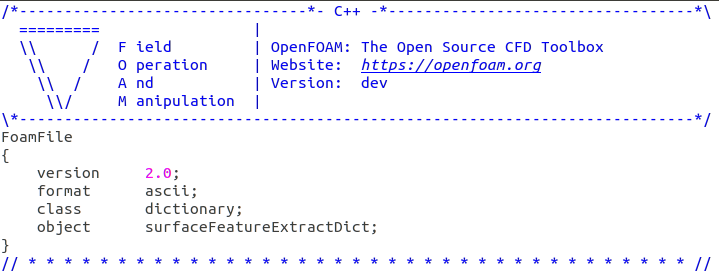 /*--------------------------------*- C++ -*----------------------------------*\
  =========                 |
  \\      /  F ield         | OpenFOAM: The Open Source CFD Toolbox
   \\    /   O peration     | Website:  https://openfoam.org
    \\  /    A nd           | Version:  dev
     \\/     M anipulation  |
\*---------------------------------------------------------------------------*/
FoamFile
{
    version     2.0;
    format      ascii;
    class       dictionary;
    object      surfaceFeatureExtractDict;
}
// * * * * * * * * * * * * * * * * * * * * * * * * * * * * * * * * * * * * * //